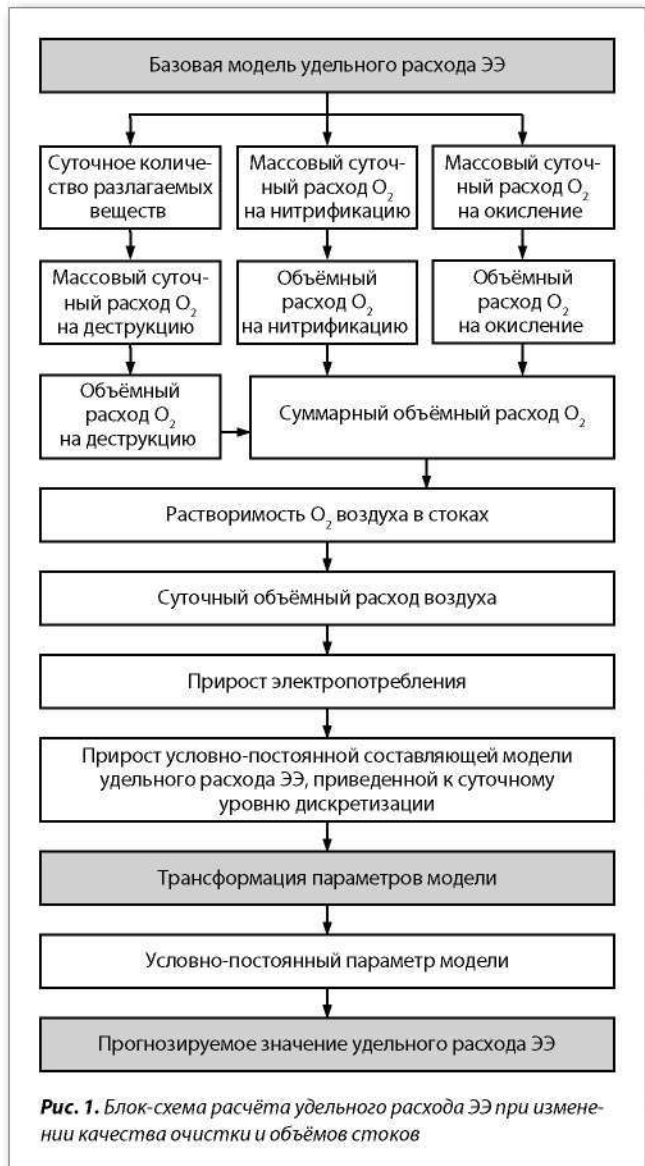 Базовая модель удельного расхода ЭЭ
Суточное количе-
ство разлагаемых
веществ
Массовый суточ-
ный расход O₂
на нитрификацию
Массовый суточ-
ный расход O₂
на окисление
Массовый суточ-
ный расход O₂
на деструкцию
Объёмный
расход O₂
на нитрификацию
Объёмный
расход O₂
на окисление
Объёмный
расход O₂
на деструкцию
Суммарный объёмный расход O₂
Растворимость O₂ воздуха в стоках
Суточный объёмный расход воздуха
Прирост электропотребления
Прирост условно-постоянной составляющей модели
удельного расхода ЭЭ, приведенной к суточному
уровню дискретизации
Трансформация параметров модели
Условно-постоянный параметр модели
Прогнозируемое значение удельного расхода ЭЭ
Рис. 1. Блок-схема расчёта удельного расхода ЭЭ при измене-
нии качества очистки и объёмов стоков